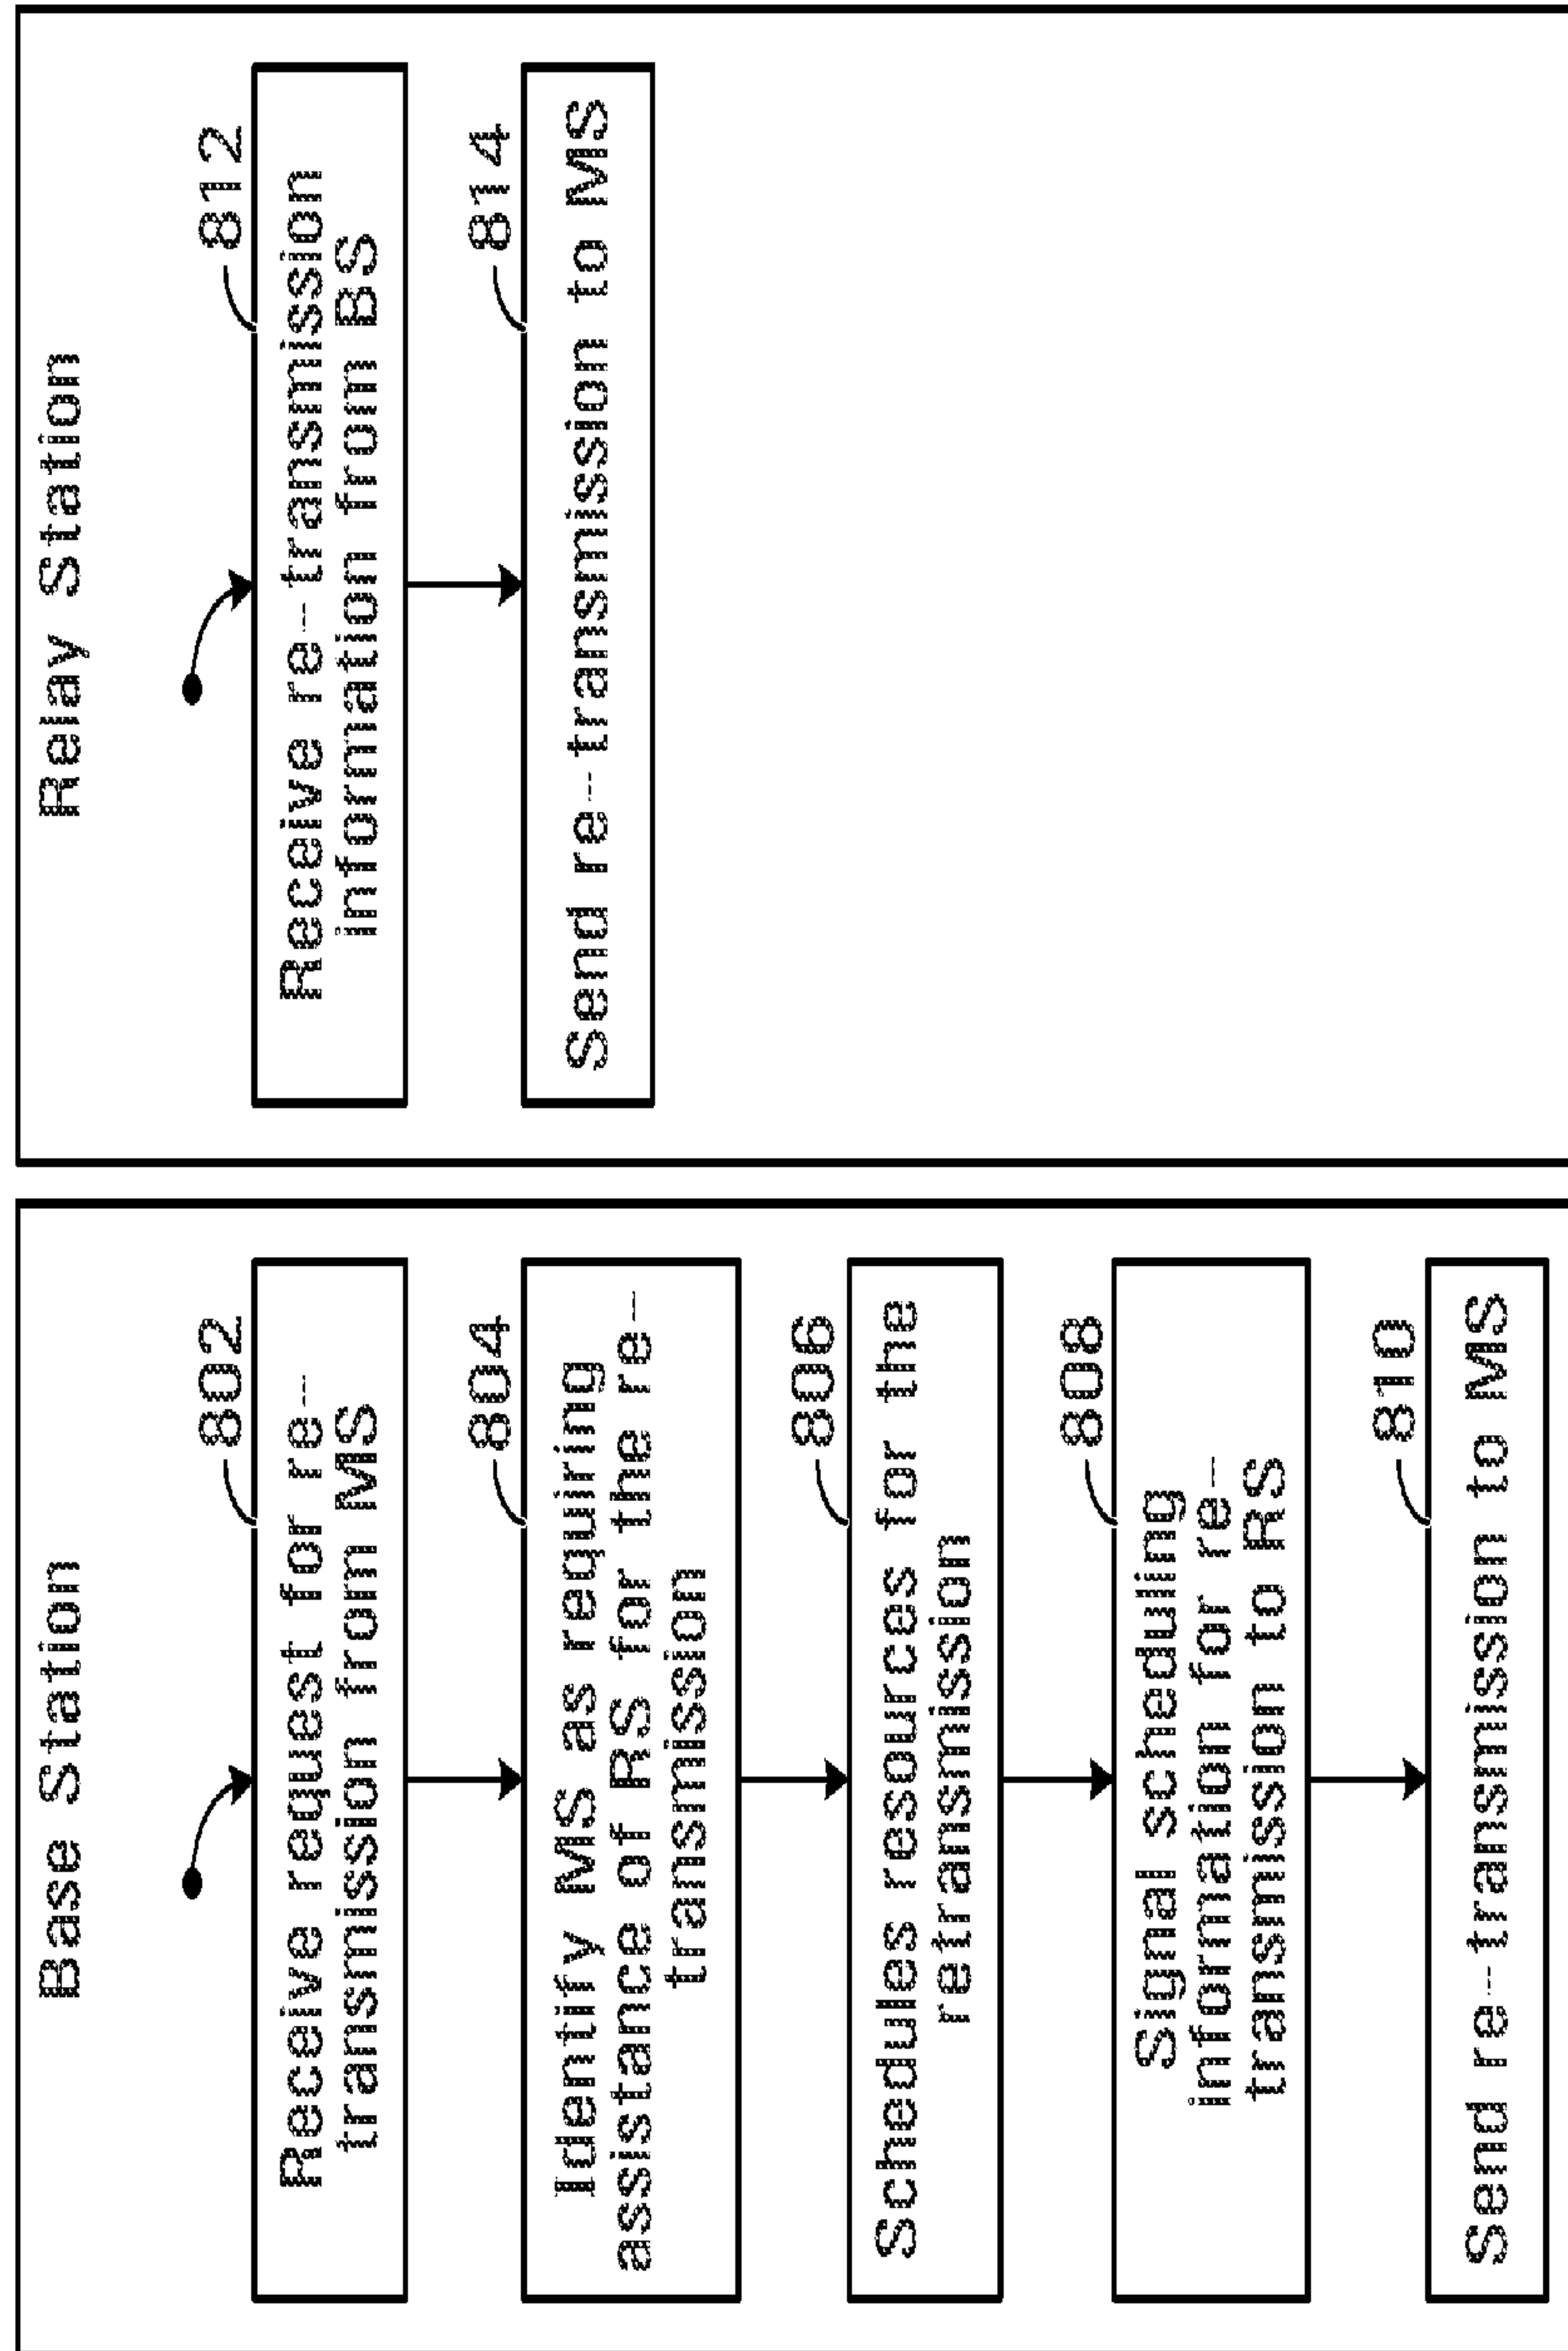 Base Station
802
Receive request for re-
transmission from MS
804
Identify MS as requiring
assistance of RS for the re-
transmission
806
Schedules resources for the
retransmission
808
Signal scheduling
information for re-
transmission to RS
810
Send re-transmission to MS
Relay Station
812
Receive re-transmission
information from BS
814
Send re-transmission to MS